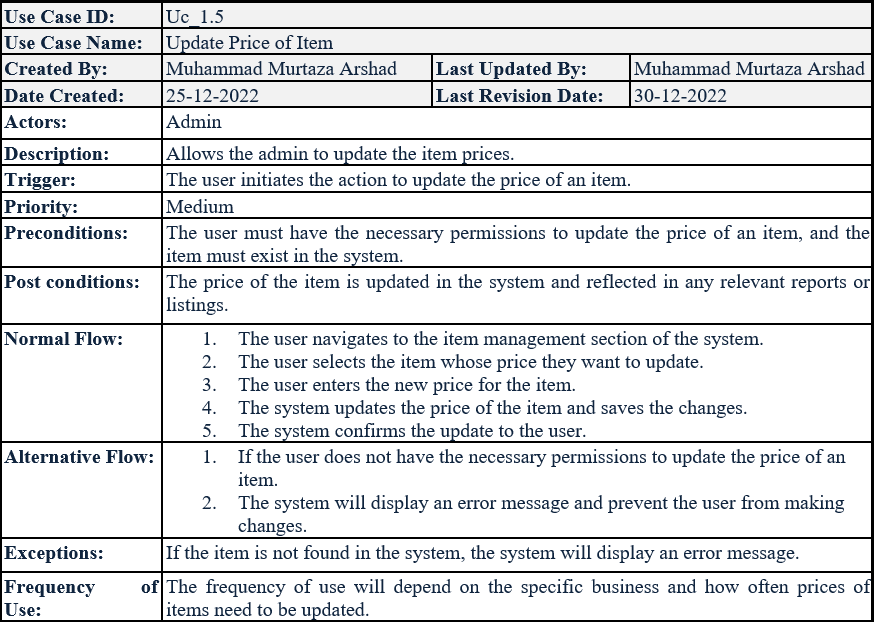 Use Case ID: Uc_1.5
Use Case Name: Update Price of Item
Created By: Muhammad Murtaza Arshad Last Updated By: Muhammad Murtaza Arshad
Date Created: 25-12-2022 Last Revision Date: 30-12-2022
Actors: Admin
Description: Allows the admin to update the item prices.
Trigger: The user initiates the action to update the price of an item.
Priority: Medium
Preconditions: The user must have the necessary permissions to update the price of an item, and the
item must exist in the system.
Post conditions: The price of the item is updated in the system and reflected in any relevant reports or
listings.
Normal Flow: 1. The user navigates to the item management section of the system.
2. The user selects the item whose price they want to update.
3. The user enters the new price for the item.
4. The system updates the price of the item and saves the changes.
5. The system confirms the update to the user.
Alternative Flow: 1. If the user does not have the necessary permissions to update the price of an
item.
2. The system will display an error message and prevent the user from making
changes.
Exceptions: If the item is not found in the system, the system will display an error message.
Frequency of The frequency of use will depend on the specific business and how often prices of
Use: items need to be updated.